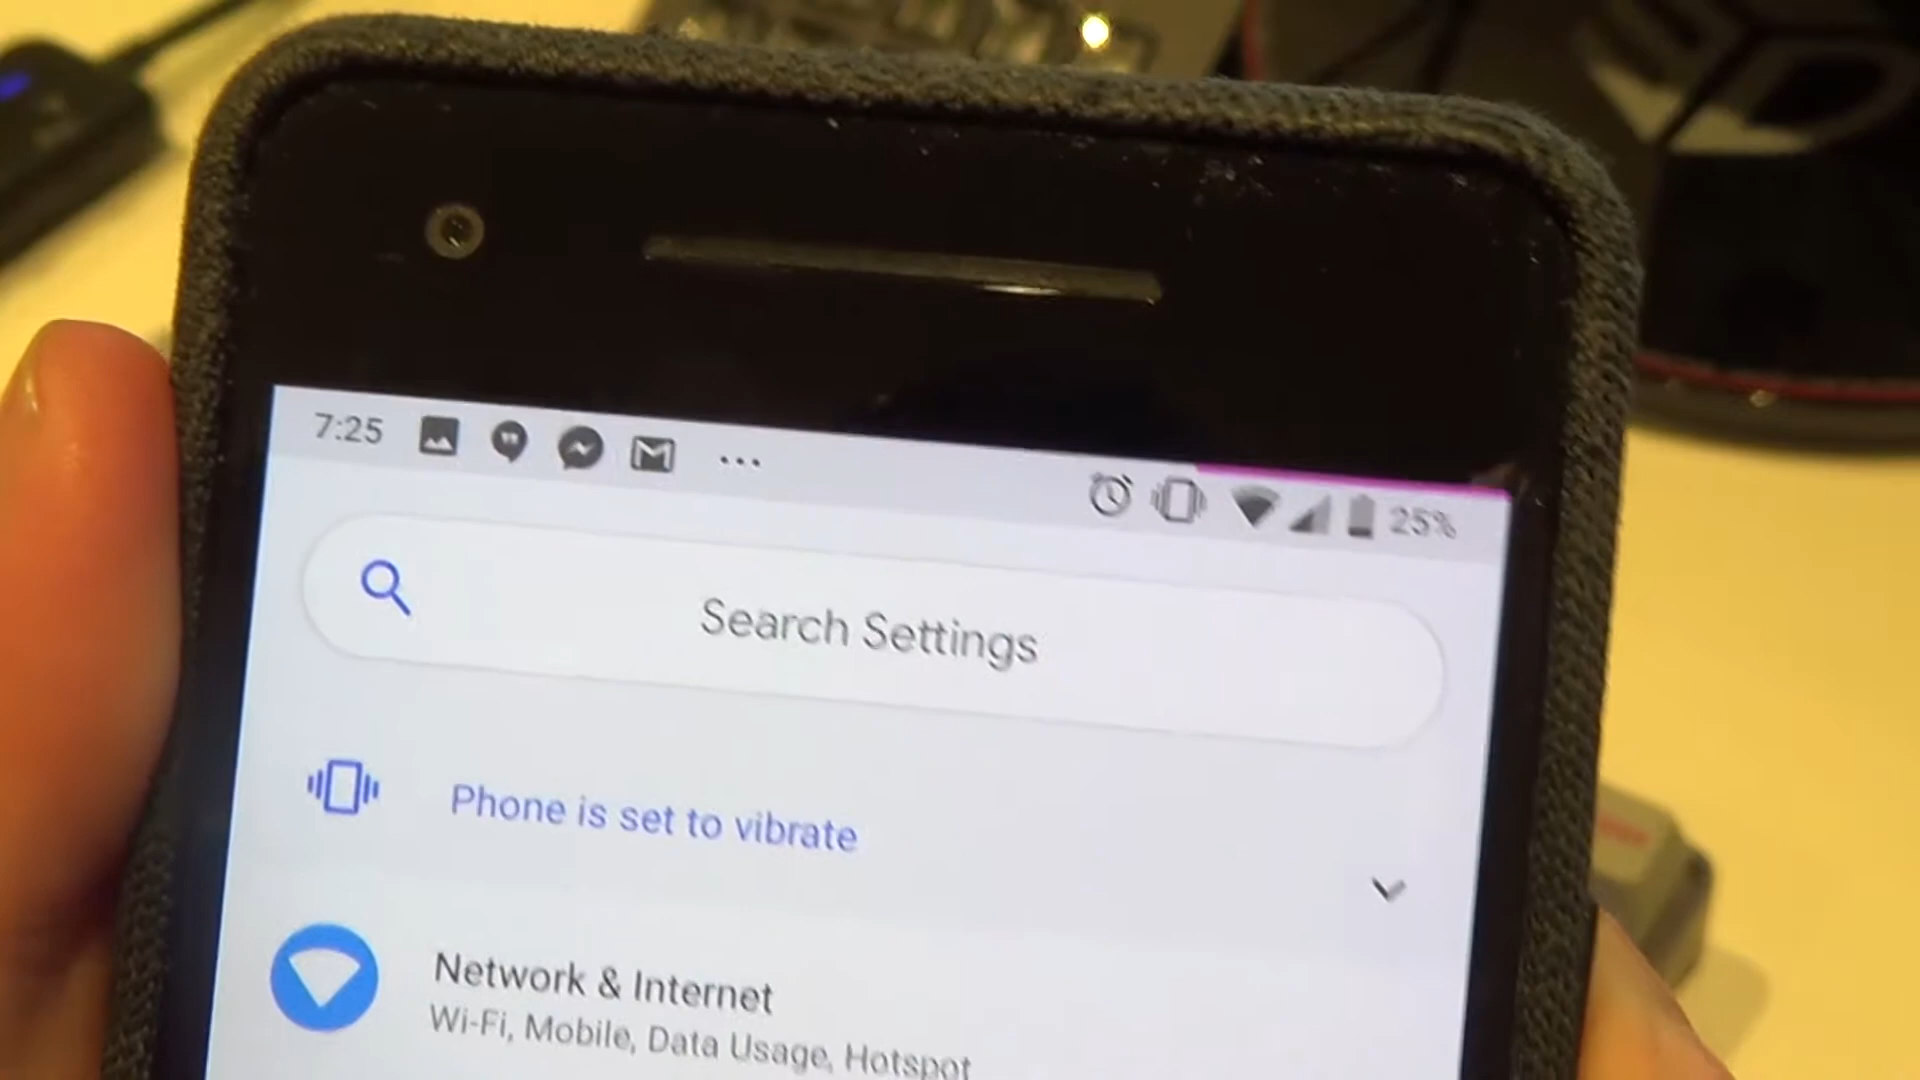 7:25
25%
Search Settings
Phone is set to vibrate
Network & Internet
Wi-Fi, Mobile, Data Usage, Hotspot